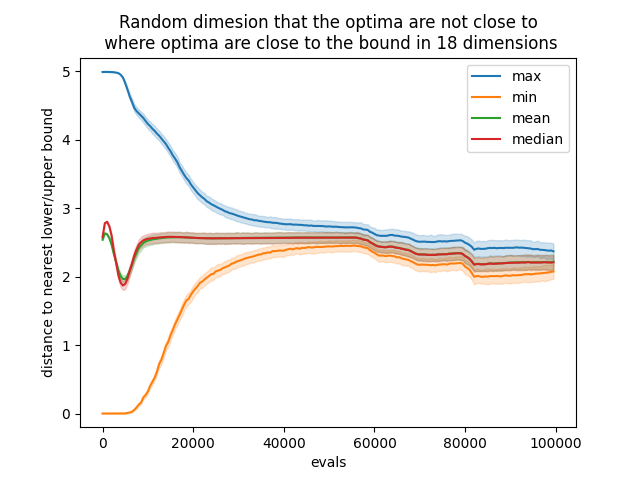 Random dimesion that the optima are not close to
where optima are close to the bound in 18 dimensions
distance to nearest lower/upper bound
5
4
3
2
1
0
max
min
mean
median
0
20000
40000
60000
80000
100000
evals